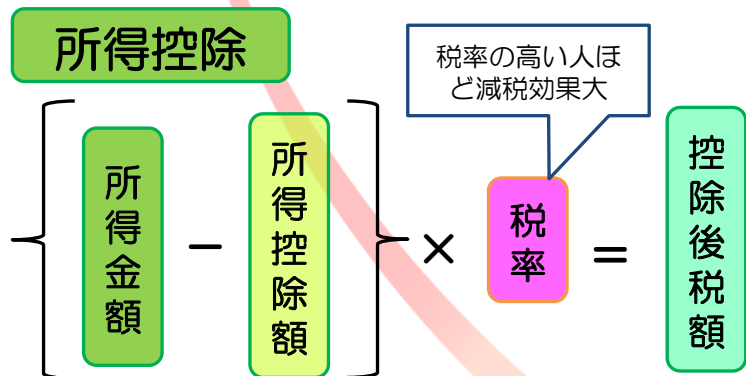 所得控除
税率の高い人ほ
ど減税効果大
{所得金額 − 所得控除額} × 税率 = 控除後税額